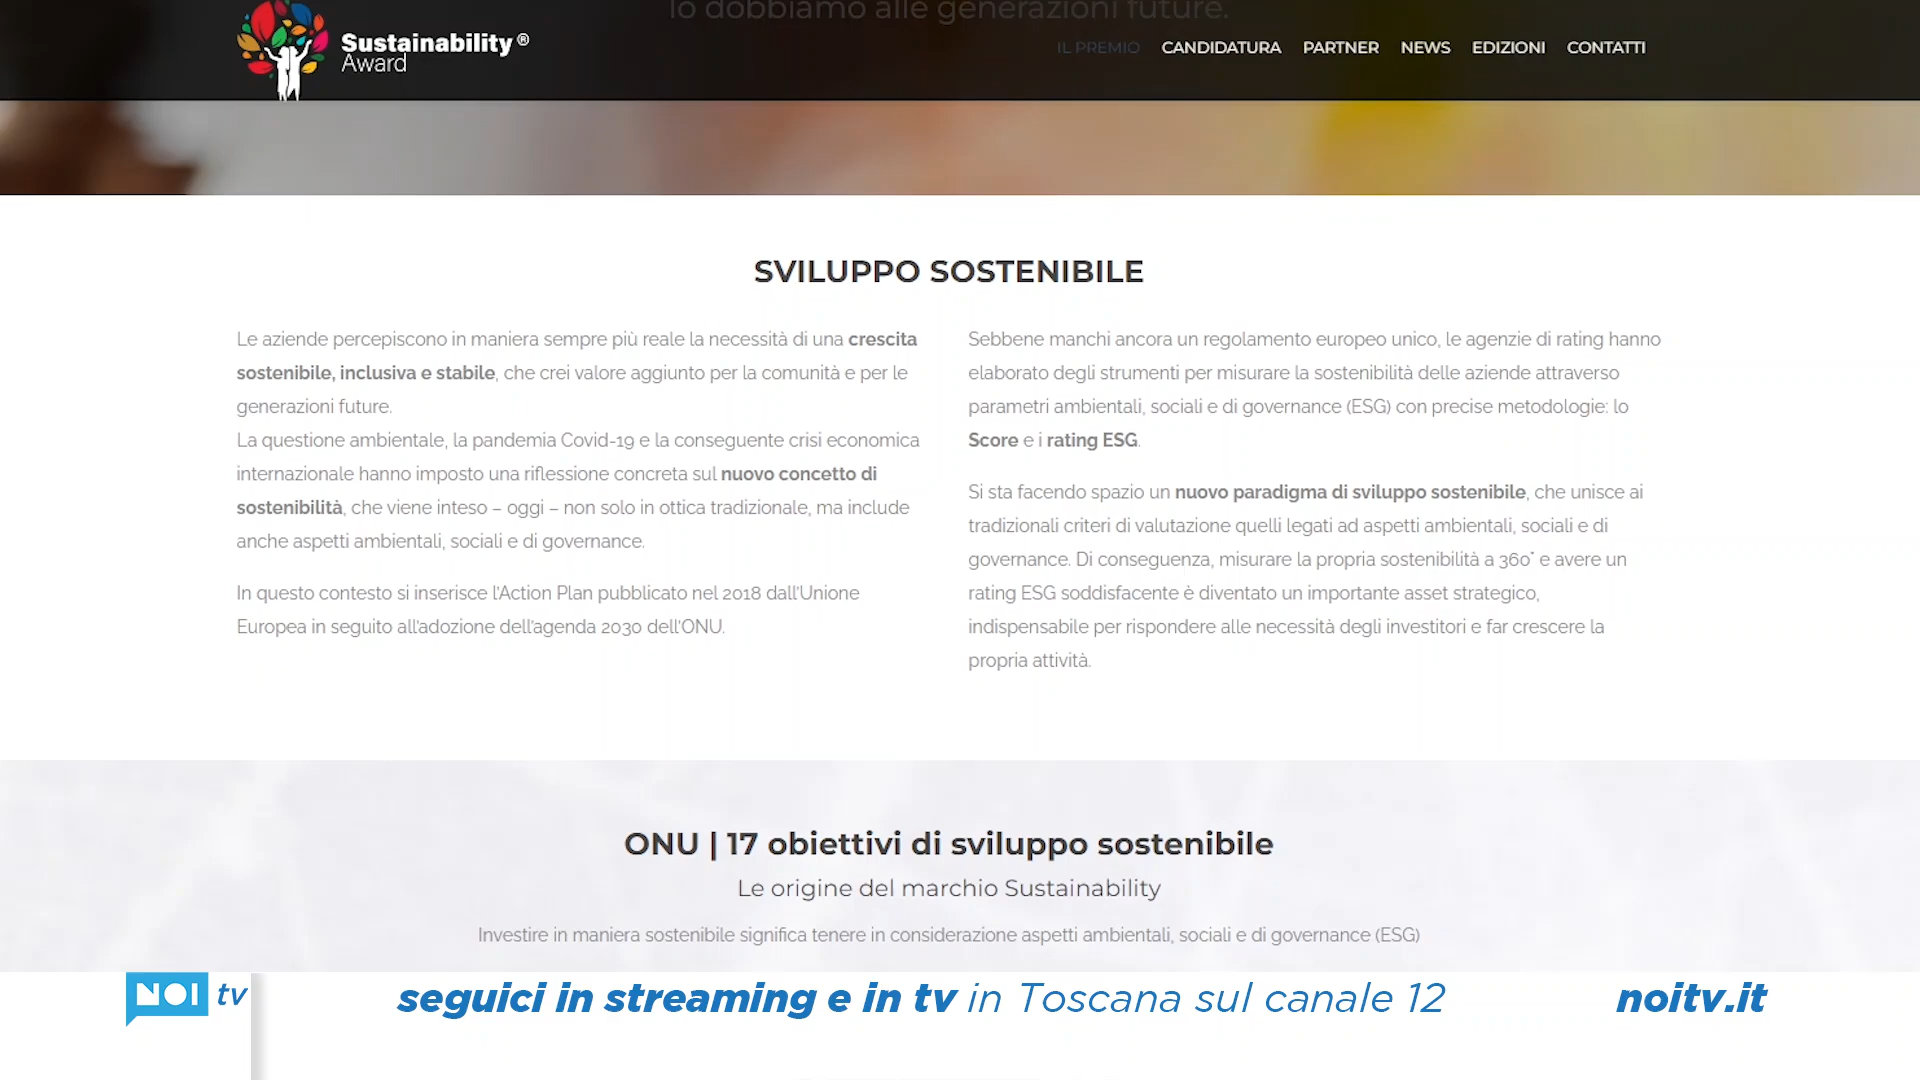 lo dobbiamo alle generazioni future.
Sustainability ®
Award
IL PREMIO CANDIDATURA PARTNER NEWS EDIZIONI CONTATTI
SVILUPPO SOSTENIBILE
Le aziende percepiscono in maniera sempre più reale la necessità di una crescita
sostenibile, inclusiva e stabile, che crei valore aggiunto per la comunità e per le
generazioni future.
La questione ambientale, la pandemia Covid-19 e la conseguente crisi economica
internazionale hanno imposto una riflessione concreta sul nuovo concetto di
sostenibilità, che viene inteso – oggi – non solo in ottica tradizionale, ma include
anche aspetti ambientali, sociali e di governance.
In questo contesto si inserisce l'Action Plan pubblicato nel 2018 dall'Unione
Europea in seguito all'adozione dell'agenda 2030 dell'ONU.
Sebbene manchi ancora un regolamento europeo unico, le agenzie di rating hanno
elaborato degli strumenti per misurare la sostenibilità delle aziende attraverso
parametri ambientali, sociali e di governance (ESG) con precise metodologie: lo
Score e i rating ESG.
Si sta facendo spazio un nuovo paradigma di sviluppo sostenibile, che unisce ai
tradizionali criteri di valutazione quelli legati ad aspetti ambientali, sociali e di
governance. Di conseguenza, misurare la propria sostenibilità a 360° e avere un
rating ESG soddisfacente è diventato un importante asset strategico,
indispensabile per rispondere alle necessità degli investitori e far crescere la
propria attività.
ONU | 17 obiettivi di sviluppo sostenibile
Le origine del marchio Sustainability
Investire in maniera sostenibile significa tenere in considerazione aspetti ambientali, sociali e di governance (ESG)
NOI tv
seguici in streaming e in tv in Toscana sul canale 12
noitv.it